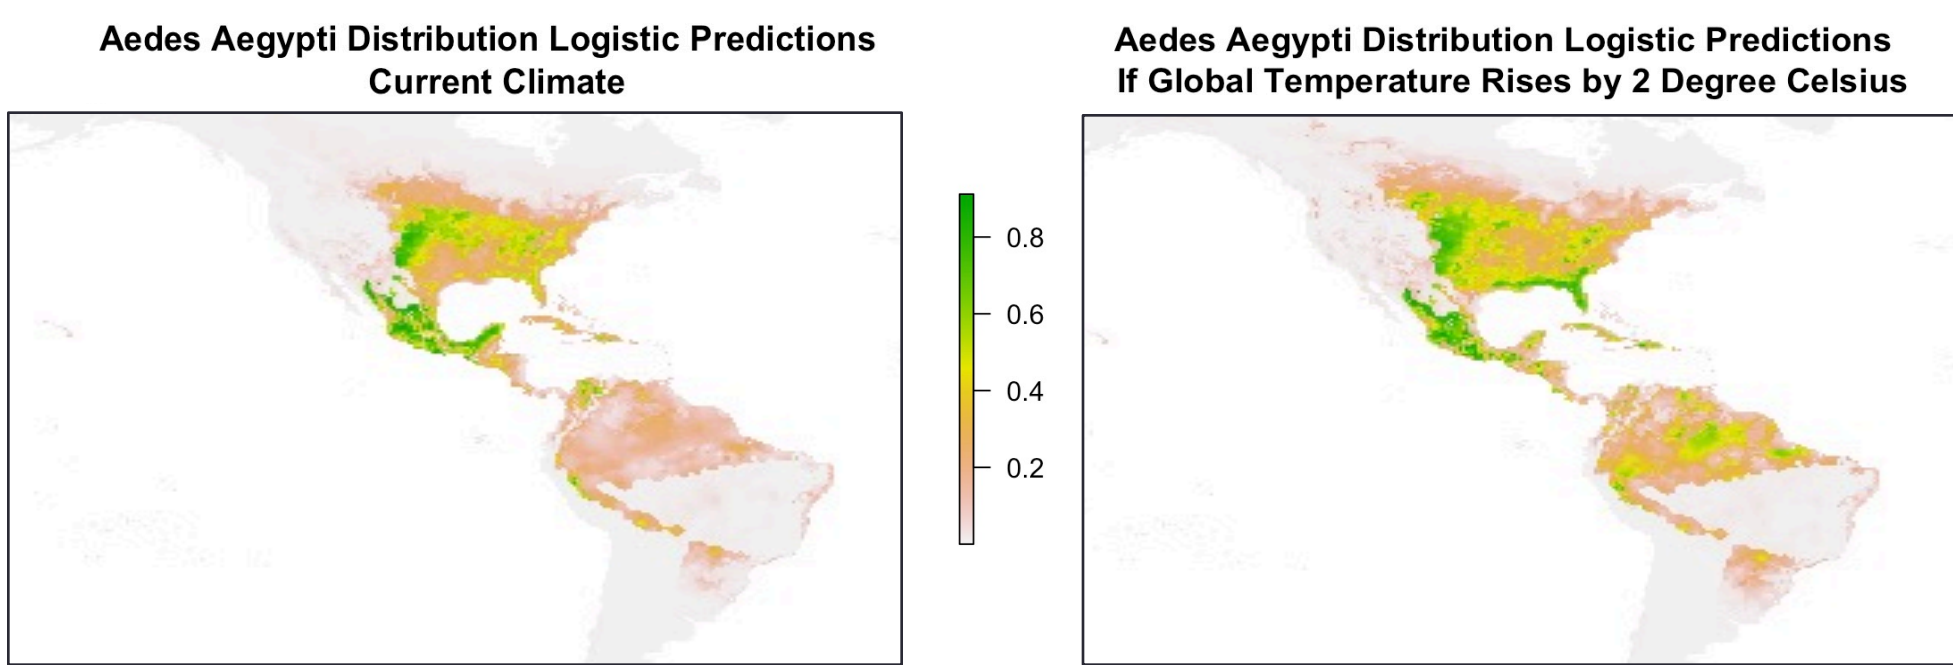 Aedes Aegypti Distribution Logistic Predictions
Current Climate
0.8
0.6
0.4
0.2
Aedes Aegypti Distribution Logistic Predictions
If Global Temperature Rises by 2 Degree Celsius